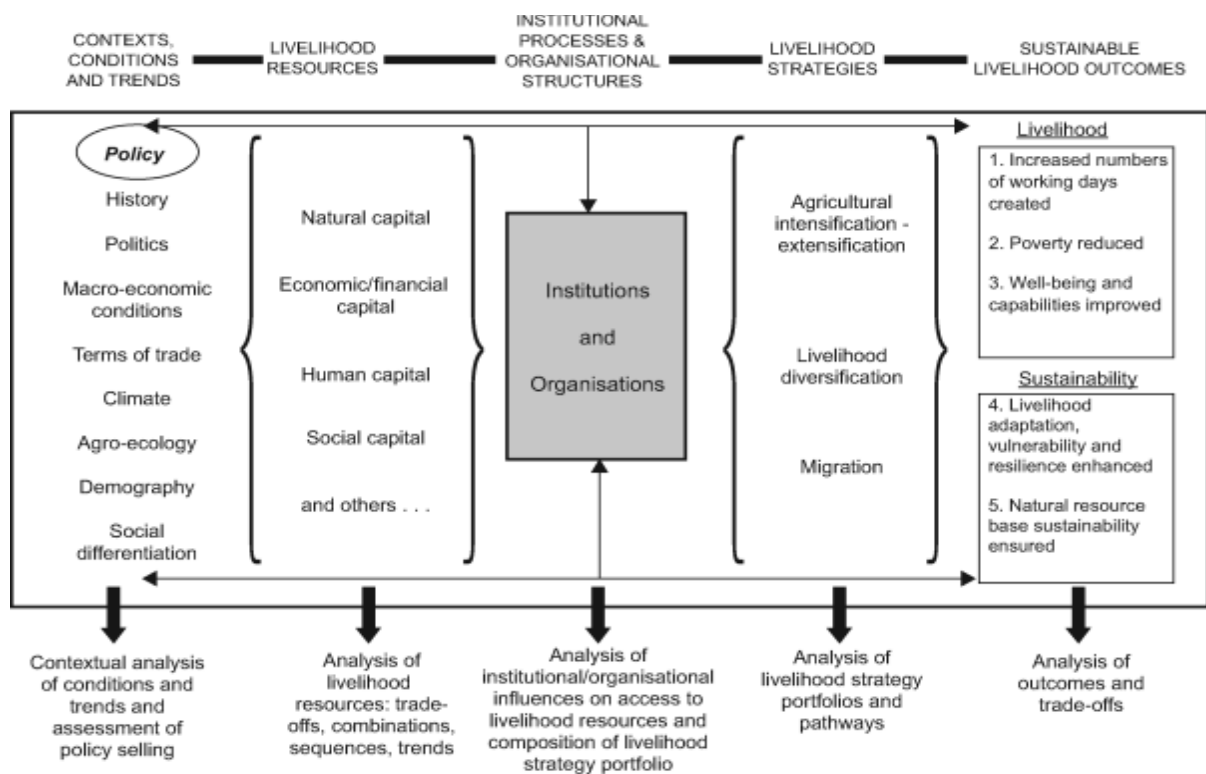 CONTEXTS,
CONDITIONS
AND TRENDS
LIVELIHOOD
RESOURCES
INSTITUTIONAL
PROCESSES &
ORGANISATIONAL
STRUCTURES
LIVELIHOOD
STRATEGIES
SUSTAINABLE
LIVELIHOOD OUTCOMES
Policy
History
Politics
Macro-economic
conditions
Terms of trade
Climate
Agro-ecology
Demography
Social
differentiation
Natural capital
Economic/financial
capital
Human capital
Social capital
and others . . .
Institutions
and
Organisations
Agricultural
intensification -
extensification
Livelihood
diversification
Migration
Livelihood
1. Increased numbers
of working days
created
2. Poverty reduced
3. Well-being and
capabilities improved
Sustainability
4. Livelihood
adaptation,
vulnerability and
resilience enhanced
5. Natural resource
base sustainability
ensured
Contextual analysis
of conditions and
trends and
assessment of
policy selling
Analysis of
livelihood
resources: trade-
offs, combinations,
sequences, trends
Analysis of
institutional/organisational
influences on access to
livelihood resources and
composition of livelihood
strategy portfolio
Analysis of
livelihood strategy
portfolios and
pathways
Analysis of
outcomes and
trade-offs